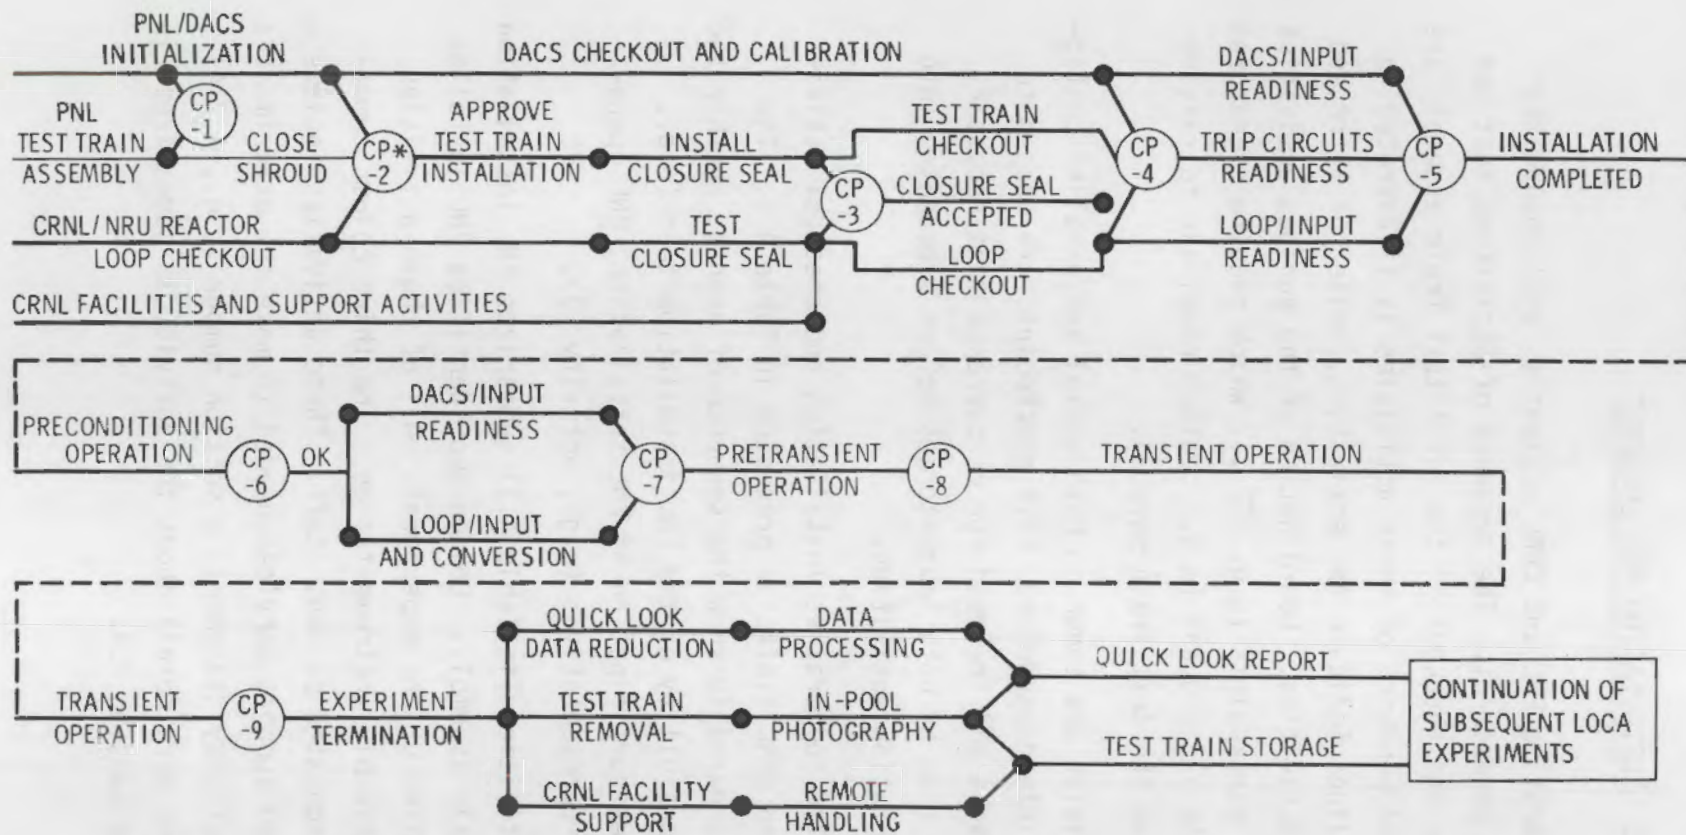 PNL/DACS
INITIALIZATION
DACS CHECKOUT AND CALIBRATION
DACS/INPUT
READINESS
CP
-1
PNL
TEST TRAIN
ASSEMBLY
CLOSE
SHROUD
CP*
-2
APPROVE
TEST TRAIN
INSTALLATION
INSTALL
CLOSURE SEAL
TEST TRAIN
CHECKOUT
CP
-3
CLOSURE SEAL
ACCEPTED
CP
-4
TRIP CIRCUITS
READINESS
CP
-5
INSTALLATION
COMPLETED
CRNL/NRU REACTOR
LOOP CHECKOUT
TEST
CLOSURE SEAL
LOOP
CHECKOUT
LOOP/INPUT
READINESS
CRNL FACILITIES AND SUPPORT ACTIVITIES
PRECONDITIONING
OPERATION
CP
-6
OK
DACS/INPUT
READINESS
LOOP/INPUT
AND CONVERSION
CP
-7
PRETRANSIENT
OPERATION
CP
-8
TRANSIENT OPERATION
TRANSIENT
OPERATION
CP
-9
EXPERIMENT
TERMINATION
QUICK LOOK
DATA REDUCTION
DATA
PROCESSING
TEST TRAIN
REMOVAL
IN-POOL
PHOTOGRAPHY
CRNL FACILITY
SUPPORT
REMOTE
HANDLING
QUICK LOOK REPORT
TEST TRAIN STORAGE
CONTINUATION OF
SUBSEQUENT LOCA
EXPERIMENTS